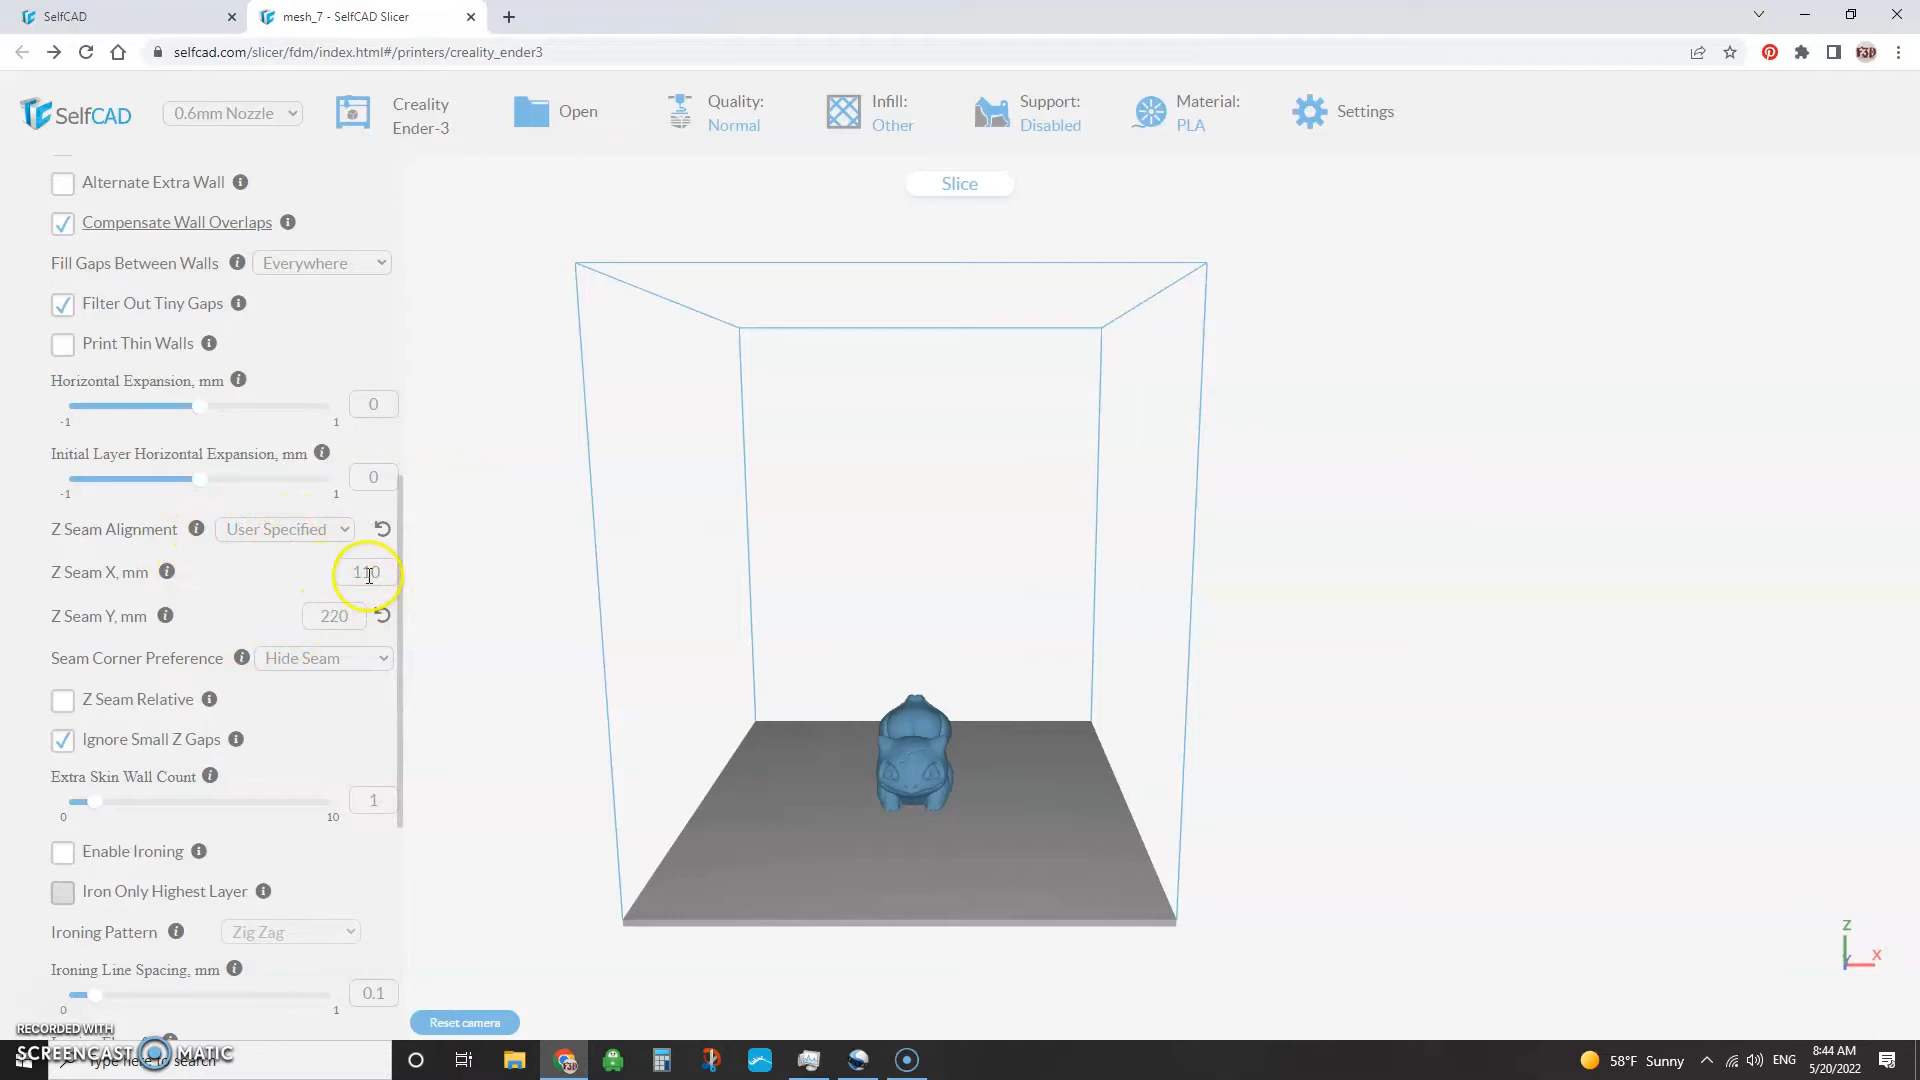 SelfCAD
mesh_7 - SelfCAD Slicer
selfcad.com/slicer/fdm/index.html#/printers/creality_ender3
SelfCAD
0.6mm Nozzle
Creality
Ender-3
Open
Quality:
Normal
Infill:
Other
Support:
Disabled
Material:
PLA
Settings
Slice
Alternate Extra Wall
Compensate Wall Overlaps
Fill Gaps Between Walls Everywhere
Filter Out Tiny Gaps
Print Thin Walls
Horizontal Expansion, mm
0
-1 1
Initial Layer Horizontal Expansion, mm
0
-1 1
Z Seam Alignment User Specified
Z Seam X, mm 110
Z Seam Y, mm 220
Seam Corner Preference Hide Seam
Z Seam Relative
Ignore Small Z Gaps
Extra Skin Wall Count
1
0 10
Enable Ironing
Iron Only Highest Layer
Ironing Pattern Zig Zag
Ironing Line Spacing, mm
0.1
0 1
Reset camera
Z
X
Y
RECORDED WITH
SCREENCAST MATIC
Type here to search
58°F Sunny
ENG
8:44 AM
5/20/2022